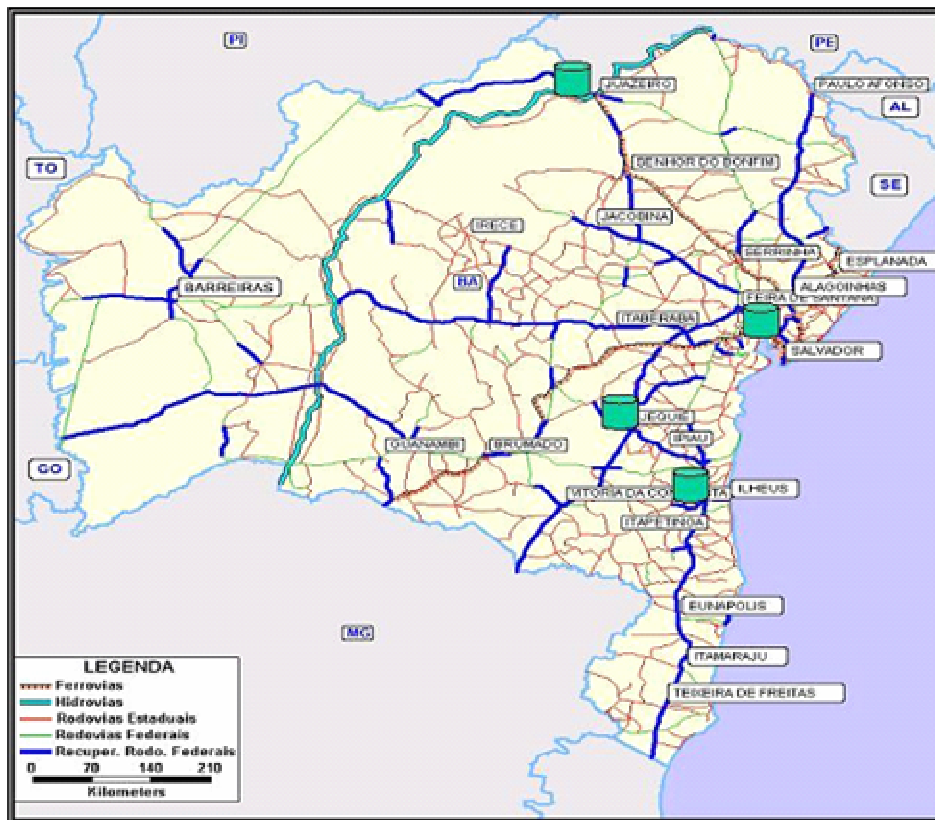 PI
PE
JUAZEIRO
PAULO AFONSO
AL
TO
SENHOR DO BONFIM
SE
JACOBINA
IRECE
SERRINHA
ESPLANADA
BA
BARREIRAS
ALAGOINHAS
FEIRA DE SANTANA
ITABERABA
SALVADOR
JEQUIE
IPIAU
GUANAMBI
BRUMADO
GO
ILHEUS
VITORIA DA
ITAPETINGA
EUNAPOLIS
MG
ITAMARAJU
TEIXEIRA DE FREITAS
LEGENDA
Ferrovias
Hidrovias
Rodovias Estaduais
Rodovias Federais
Recuper. Rodo. Federais
0 70 140 210
Kilometers